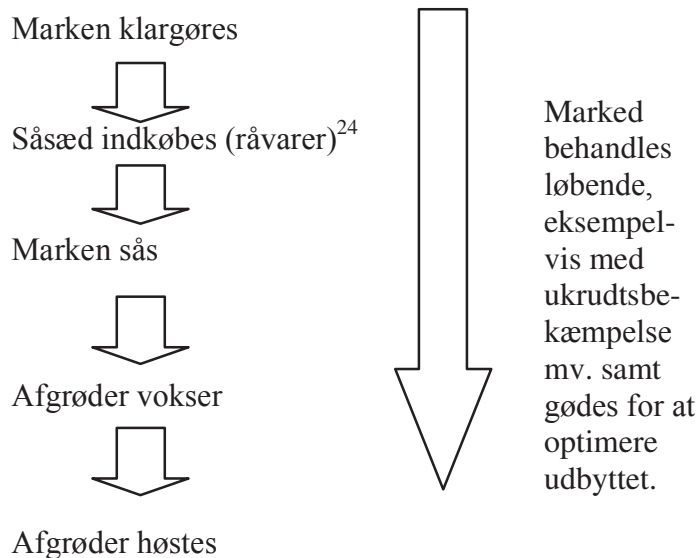 Marken klargøres
Såsæd indkøbes (råvarer)24
Marken sås
Afgrøder vokser
Afgrøder høstes
Marked
behandles
løbende,
eksempel-
vis med
ukrudtsbe-
kæmpelse
mv. samt
gødes for at
optimere
udbyttet.